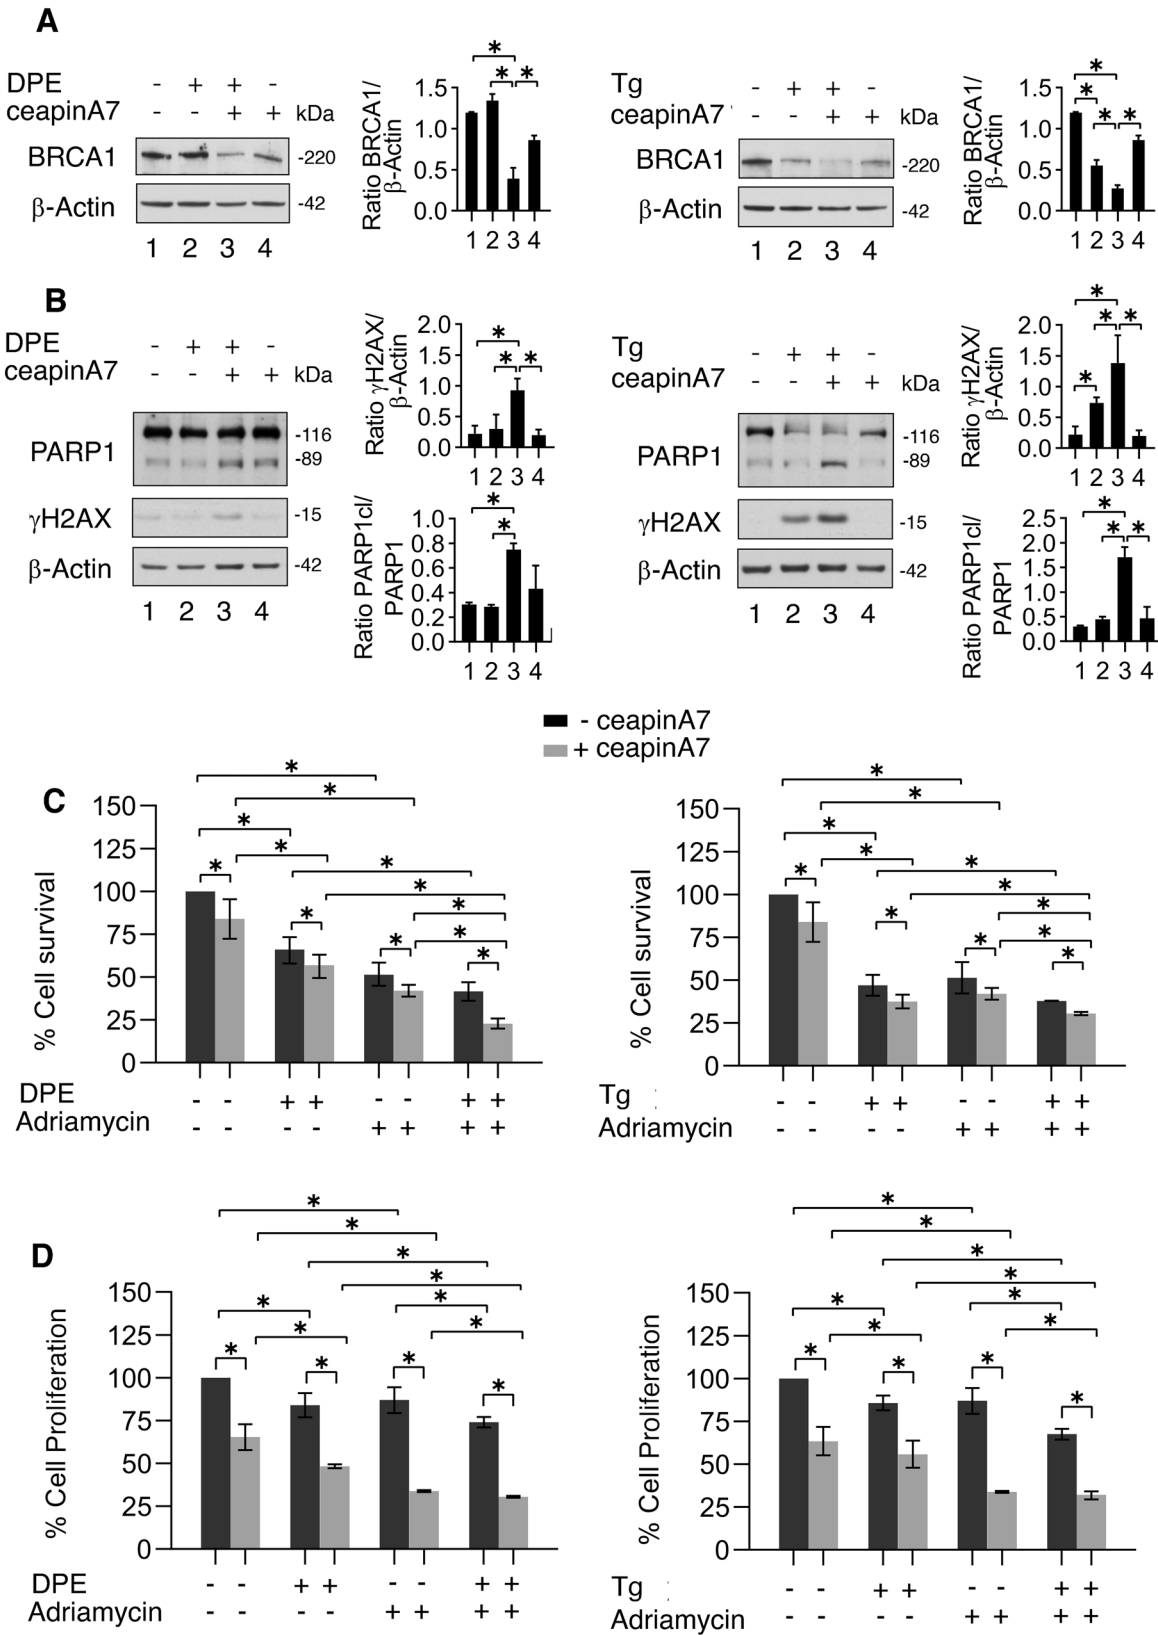 A
DPE - + + -
ceapinA7 - - + + kDa
BRCA1 -220
β-Actin -42
1 2 3 4
Ratio BRCA1/
β-Actin
1.5
1.0
0.5
0.0
* * *
1 2 3 4
Tg - + + -
ceapinA7 - - + + kDa
BRCA1 -220
β-Actin -42
1 2 3 4
Ratio BRCA1/
β-Actin
1.5
1.0
0.5
0.0
* * * *
1 2 3 4
B
DPE - + + -
ceapinA7 - - + + kDa
PARP1 -116
-89
γH2AX -15
β-Actin -42
1 2 3 4
Ratio γH2AX/
β-Actin
2.0
1.5
1.0
0.5
0.0
* * *
1 2 3 4
Ratio PARP1cl/
PARP1
1.0
0.8
0.6
0.4
0.2
0.0
* *
1 2 3 4
Tg - + + -
ceapinA7 - - + + kDa
PARP1 -116
-89
γH2AX -15
β-Actin -42
1 2 3 4
Ratio γH2AX/
β-Actin
2.0
1.5
1.0
0.5
0.0
* * * *
1 2 3 4
Ratio PARP1cl/
PARP1
2.5
2.0
1.5
1.0
0.5
0.0
* * *
1 2 3 4
- ceapinA7
+ ceapinA7
C
% Cell survival
150
125
100
75
50
25
0
* * * * * * * * * * * *
DPE - - + + - - + +
Adriamycin - - - - + + + +
% Cell survival
150
125
100
75
50
25
0
* * * * * * * * * * * *
Tg - - + + - - + +
Adriamycin - - - - + + + +
D
% Cell Proliferation
150
125
100
75
50
25
0
* * * * * * * * * * * *
DPE - - + + - - + +
Adriamycin - - - - + + + +
% Cell Proliferation
150
125
100
75
50
25
0
* * * * * * * * * * * *
Tg - - + + - - + +
Adriamycin - - - - + + + +